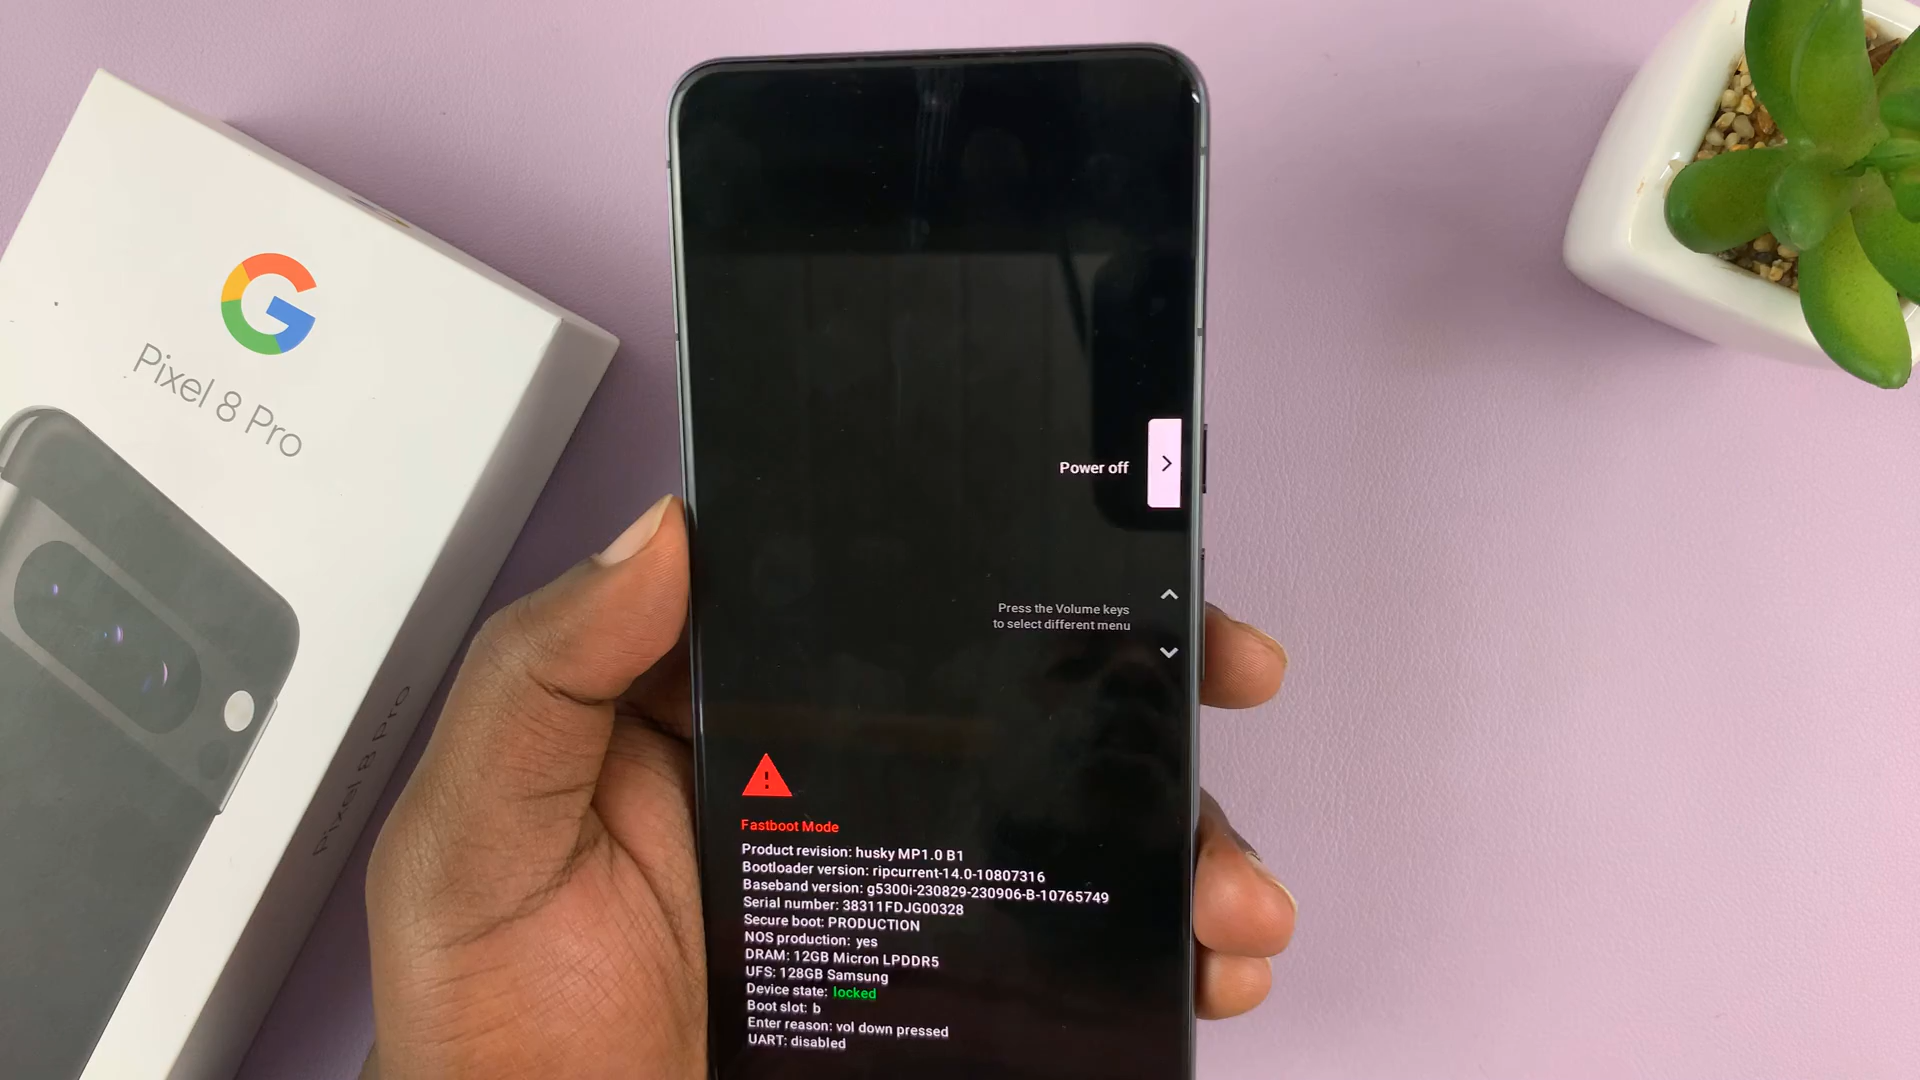 Pixel 8 Pro
Pixel 8 Pro
Power off
Press the Volume keys
to select different menu
Fastboot Mode
Product revision: husky MP1.0 B1
Bootloader version: ripcurrent-14.0-10807316
Baseband version: g5300i-230829-230906-B-10765749
Serial number: 38311FDJG00328
Secure boot: PRODUCTION
NOS production: yes
DRAM: 12GB Micron LPDDR5
UFS: 128GB Samsung
Device state: locked
Boot slot: b
Enter reason: vol down pressed
UART: disabled